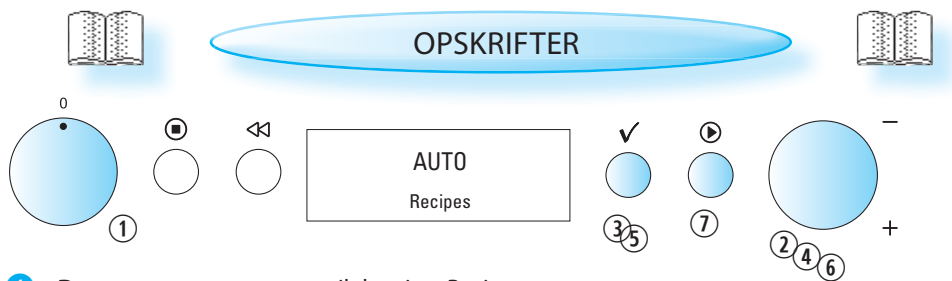 OPSKRIFTER
0
AUTO
Recipes
−
+
① ③ ⑤ ⑦ ② ④ ⑥